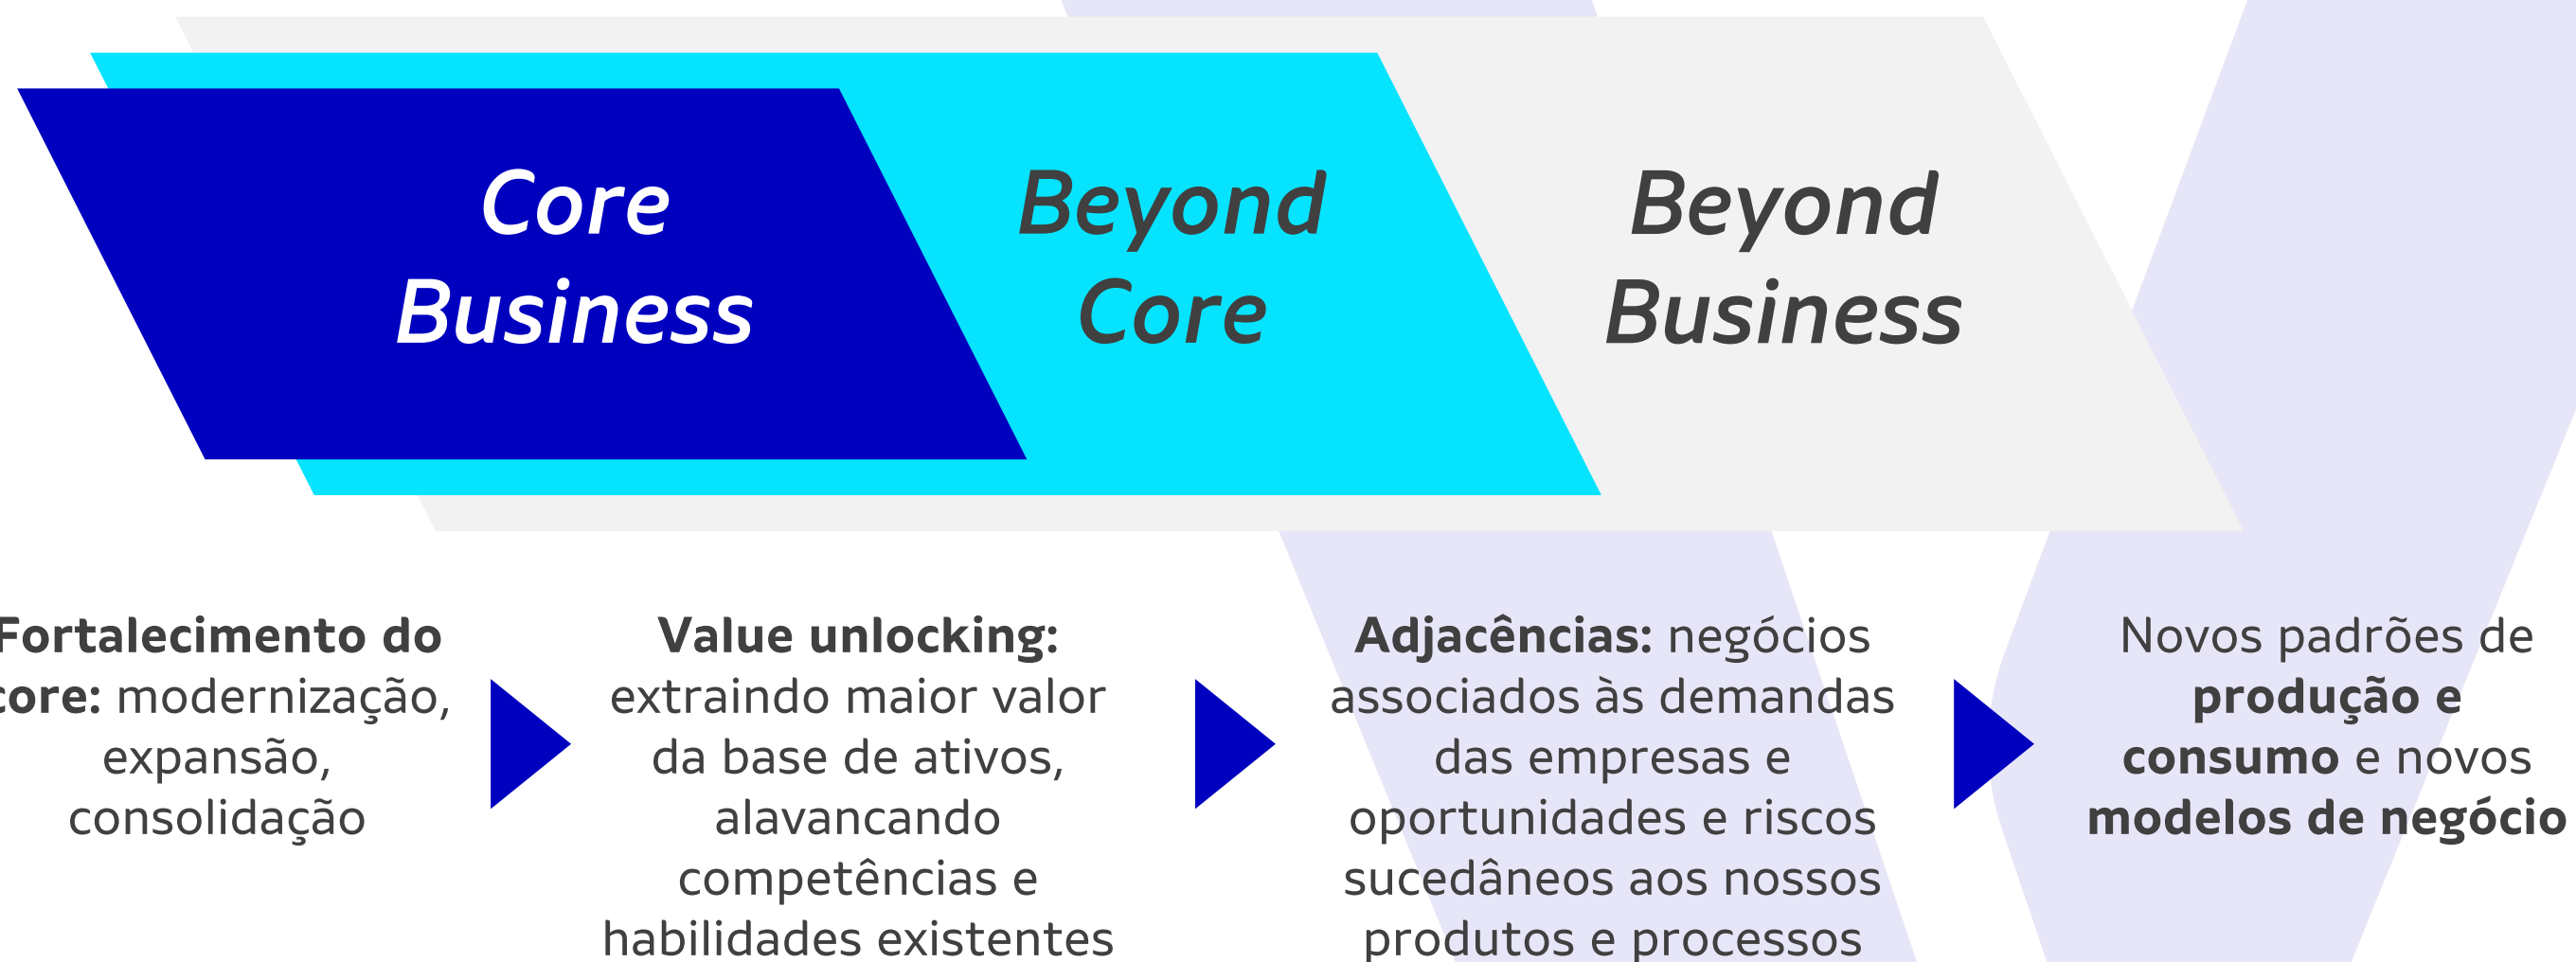 Core
Business
Beyond
Core
Beyond
Business
Fortalecimento do
core: modernização,
expansão,
consolidação
Value unlocking:
extraindo maior valor
da base de ativos,
alavancando
competências e
habilidades existentes
Adjacências: negócios
associados às demandas
das empresas e
oportunidades e riscos
sucedâneos aos nossos
produtos e processos
Novos padrões de
produção e
consumo e novos
modelos de negócio